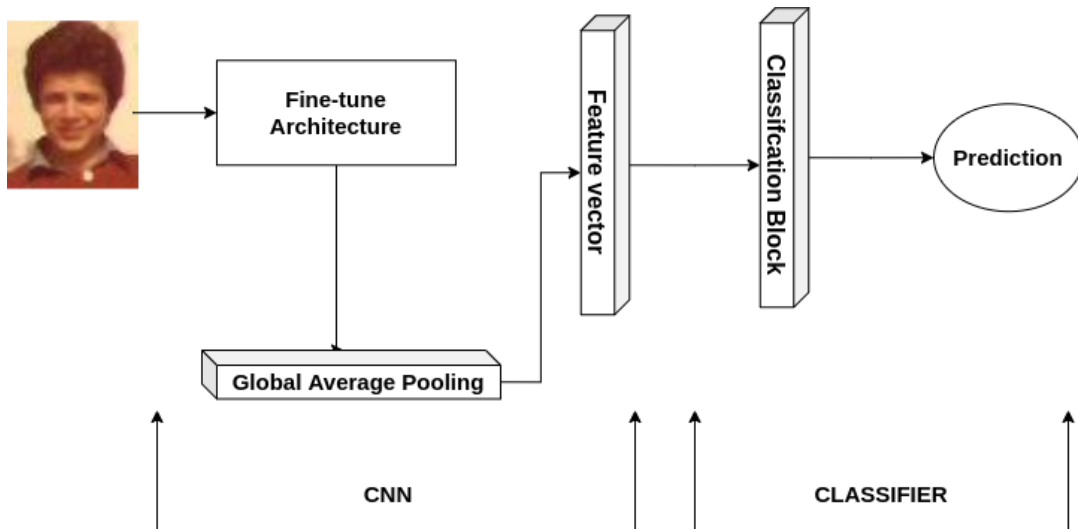 Fine-tune
Architecture
Global Average Pooling
Feature vector
Classifcation Block
Prediction
CNN
CLASSIFIER